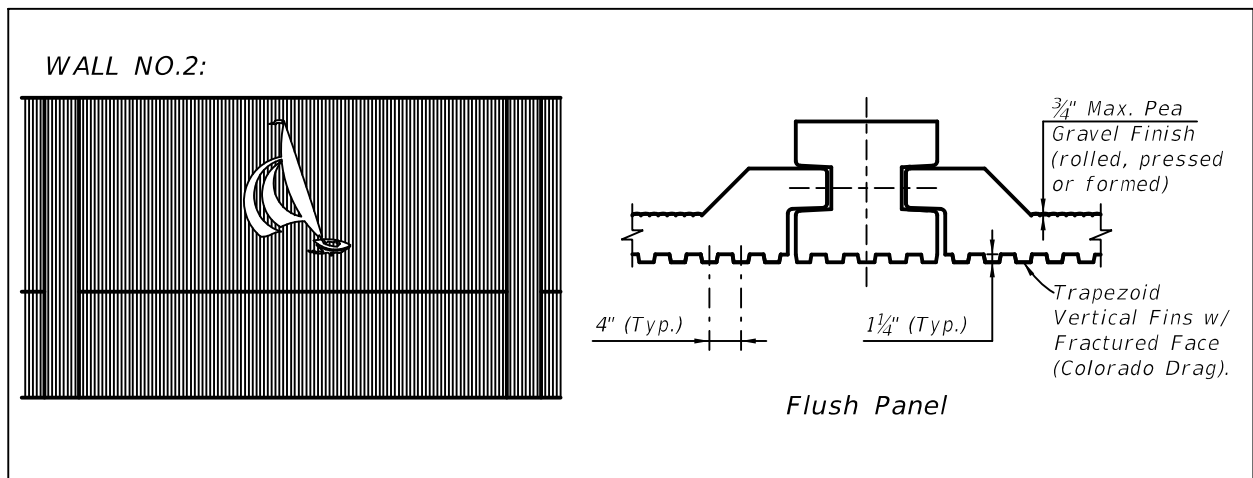 WALL NO.2:
¾" Max. Pea
Gravel Finish
(rolled, pressed
or formed)
4" (Typ.)
1¼" (Typ.)
Trapezoid
Vertical Fins w/
Fractured Face
(Colorado Drag).
Flush Panel